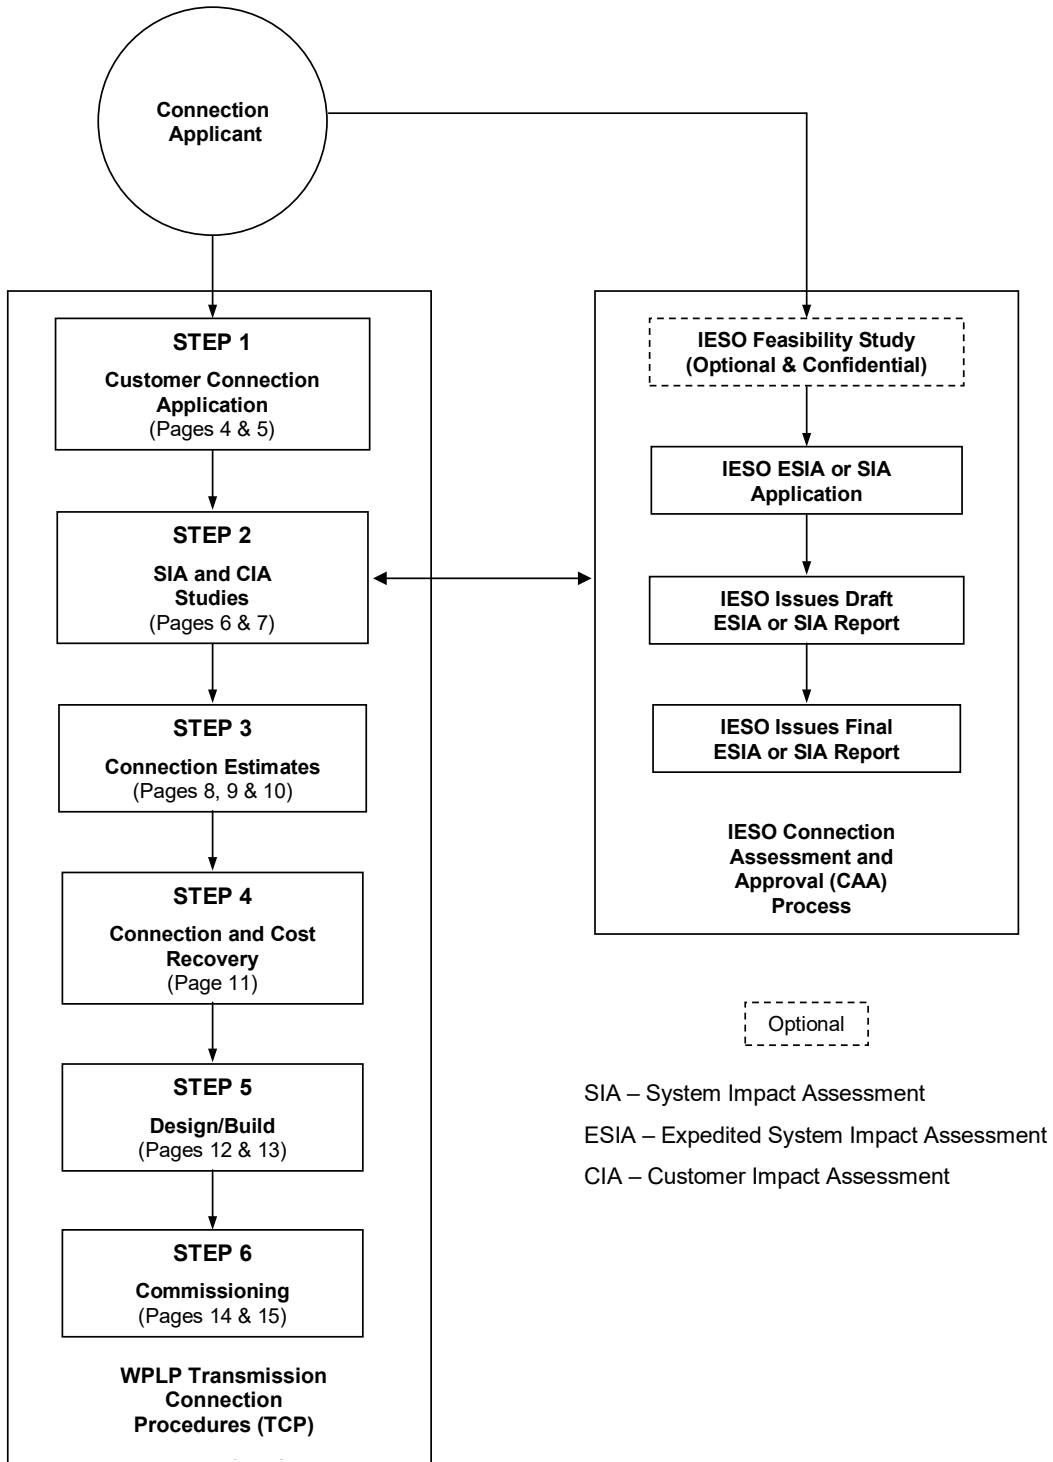 Connection
Applicant
STEP 1
Customer Connection
Application
(Pages 4 & 5)
STEP 2
SIA and CIA
Studies
(Pages 6 & 7)
STEP 3
Connection Estimates
(Pages 8, 9 & 10)
STEP 4
Connection and Cost
Recovery
(Page 11)
STEP 5
Design/Build
(Pages 12 & 13)
STEP 6
Commissioning
(Pages 14 & 15)
WPLP Transmission
Connection
Procedures (TCP)
IESO Feasibility Study
(Optional & Confidential)
IESO ESIA or SIA
Application
IESO Issues Draft
ESIA or SIA Report
IESO Issues Final
ESIA or SIA Report
IESO Connection
Assessment and
Approval (CAA)
Process
Optional
SIA – System Impact Assessment
ESIA – Expedited System Impact Assessment
CIA – Customer Impact Assessment